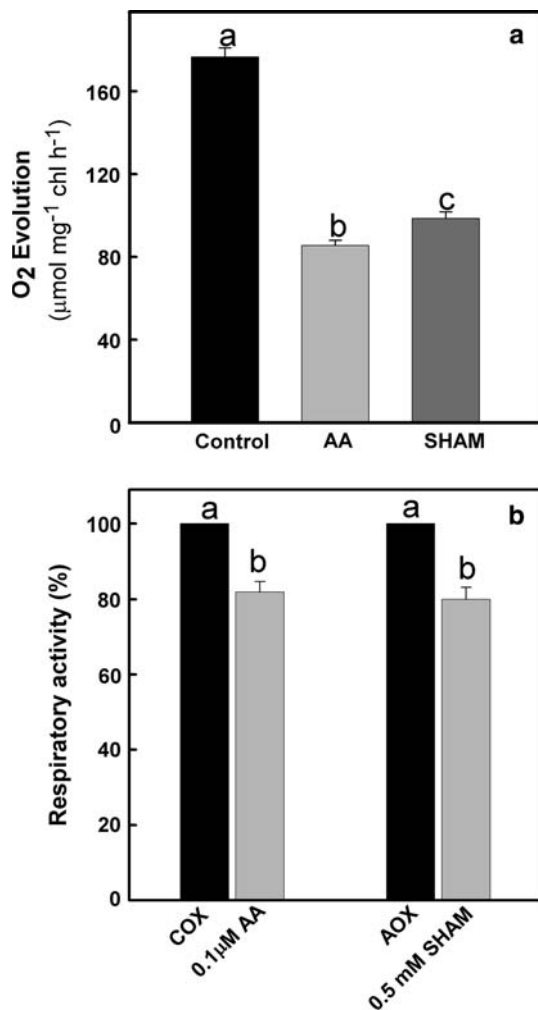 a
a
b
c
160
120
80
40
0
O₂ Evolution
(μmol mg⁻¹ chl h⁻¹)
Control AA SHAM
b
a
b
a
b
100
80
60
40
20
0
Respiratory activity (%)
COX
0.1μM AA
AOX
0.5 mM SHAM